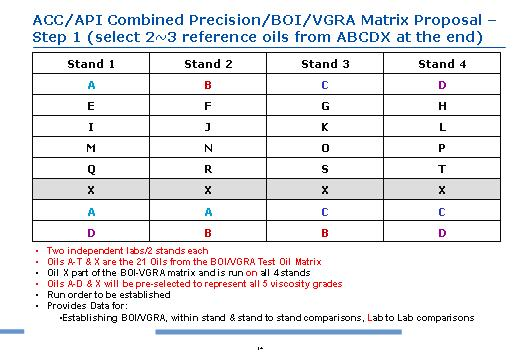 ACC/API Combined Precision/BOI/VGRA Matrix Proposal –
Step 1 (select 2~3 reference oils from ABCDX at the end)
Stand 1 Stand 2 Stand 3 Stand 4
A B C D
E F G H
I J K L
M N O P
Q R S T
X X X X
A A C C
D B B D
• Two independent labs/2 stands each
• Oils A-T & X are the 21 Oils from the BOI/VGRA Test Oil Matrix
• Oil X part of the BOI-VGRA matrix and is run on all 4 stands
• Oils A-D & X will be pre-selected to represent all 5 viscosity grades
• Run order to be established
• Provides Data for:
•Establishing BOI/VGRA, within stand & stand to stand comparisons, Lab to Lab comparisons